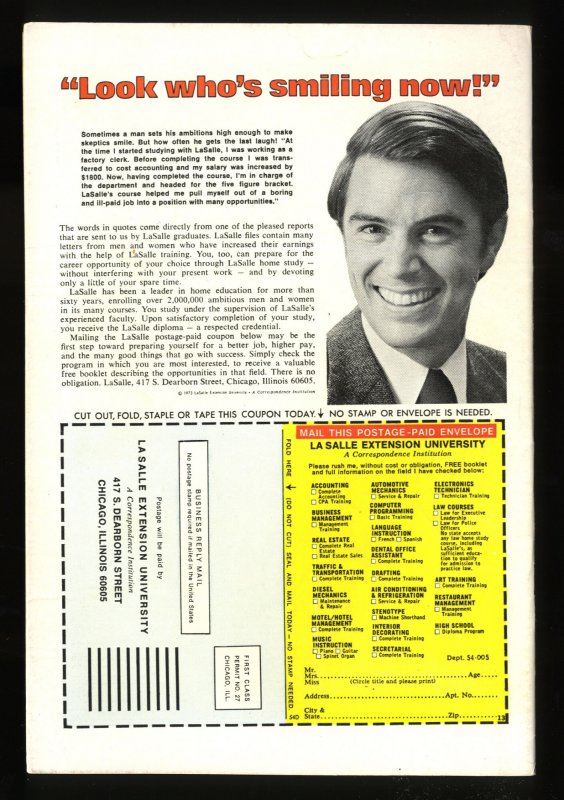 “Look who’s smiling now!”
Sometimes a man sets his ambitions high enough to make
skeptics smile. But how often he gets the last laugh! "At
the time I started studying with LaSalle, I was working as a
factory clerk. Before completing the course I was trans-
ferred to cost accounting and my salary was increased by
$1800. Now, having completed the course, I'm in charge of
the department and headed for the five figure bracket.
LaSalle's course helped me pull myself out of a boring
and ill-paid job into a position with many opportunities."
The words in quotes come directly from one of the pleased reports
that are sent to us by LaSalle graduates. LaSalle files contain many
letters from men and women who have increased their earnings
with the help of LaSalle training. You, too, can prepare for the
career opportunity of your choice through LaSalle home study —
without interfering with your present work — and by devoting
only a little of your spare time.
LaSalle has been a leader in home education for more than
sixty years, enrolling over 2,000,000 ambitious men and women
in its many courses. You study under the supervision of LaSalle's
experienced faculty. Upon satisfactory completion of your study,
you receive the LaSalle diploma — a respected credential.
Mailing the LaSalle postage-paid coupon below may be the
first step toward preparing yourself for a better job, higher pay,
and the many good things that go with success. Simply check the
program in which you are most interested, to receive a valuable
free booklet describing the opportunities in that field. There is no
obligation. LaSalle, 417 S. Dearborn Street, Chicago, Illinois 60605.
© 1973 LaSalle Extension University • A Correspondence Institution
CUT OUT, FOLD, STAPLE OR TAPE THIS COUPON TODAY. ↓ NO STAMP OR ENVELOPE IS NEEDED.
BUSINESS REPLY MAIL
No postage stamp required if mailed in the United States
Postage will be paid by
LA SALLE EXTENSION UNIVERSITY
A Correspondence Institution
417 S. DEARBORN STREET
CHICAGO, ILLINOIS 60605
FIRST CLASS
PERMIT NO. 27
CHICAGO, ILL.
FOLD HERE ↓ (DO NOT CUT) SEAL AND MAIL TODAY — NO STAMP NEEDED.
54D
MAIL THIS POSTAGE-PAID ENVELOPE
LA SALLE EXTENSION UNIVERSITY
A Correspondence Institution
Please rush me, without cost or obligation, FREE booklet
and full information on the field I have checked below:
ACCOUNTING
☐ Complete
Accounting
☐ CPA Training
BUSINESS
MANAGEMENT
☐ Management
Training
REAL ESTATE
☐ Complete Real
Estate
☐ Real Estate Sales
TRAFFIC &
TRANSPORTATION
☐ Complete Training
DIESEL
MECHANICS
☐ Maintenance
& Repair
MOTEL/HOTEL
MANAGEMENT
☐ Complete Training
MUSIC
INSTRUCTION
☐ Piano ☐ Guitar
☐ Spinet Organ
AUTOMOTIVE
MECHANICS
☐ Service & Repair
COMPUTER
PROGRAMMING
☐ Basic Training
LANGUAGE
INSTRUCTION
☐ French ☐ Spanish
DENTAL OFFICE
ASSISTANT
☐ Complete Training
DRAFTING
☐ Complete Training
AIR CONDITIONING
& REFRIGERATION
☐ Service & Repair
STENOTYPE
☐ Machine Shorthand
INTERIOR
DECORATING
☐ Complete Training
SECRETARIAL
☐ Complete Training
ELECTRONICS
TECHNICIAN
☐ Technician Training
LAW COURSES
☐ Law for Executive
Leadership
☐ Law for Police
Officers
No state accepts
any law home study
course, including
LaSalle's, as
sufficient educa-
tion to qualify
for admission to
practice law.
ART TRAINING
☐ Complete Training
RESTAURANT
MANAGEMENT
☐ Management
Training
HIGH SCHOOL
☐ Diploma Program
Dept. 54-005
Mr.
Mrs. Age
Miss (Circle title and please print)
Address Apt. No.
City &
State Zip
13